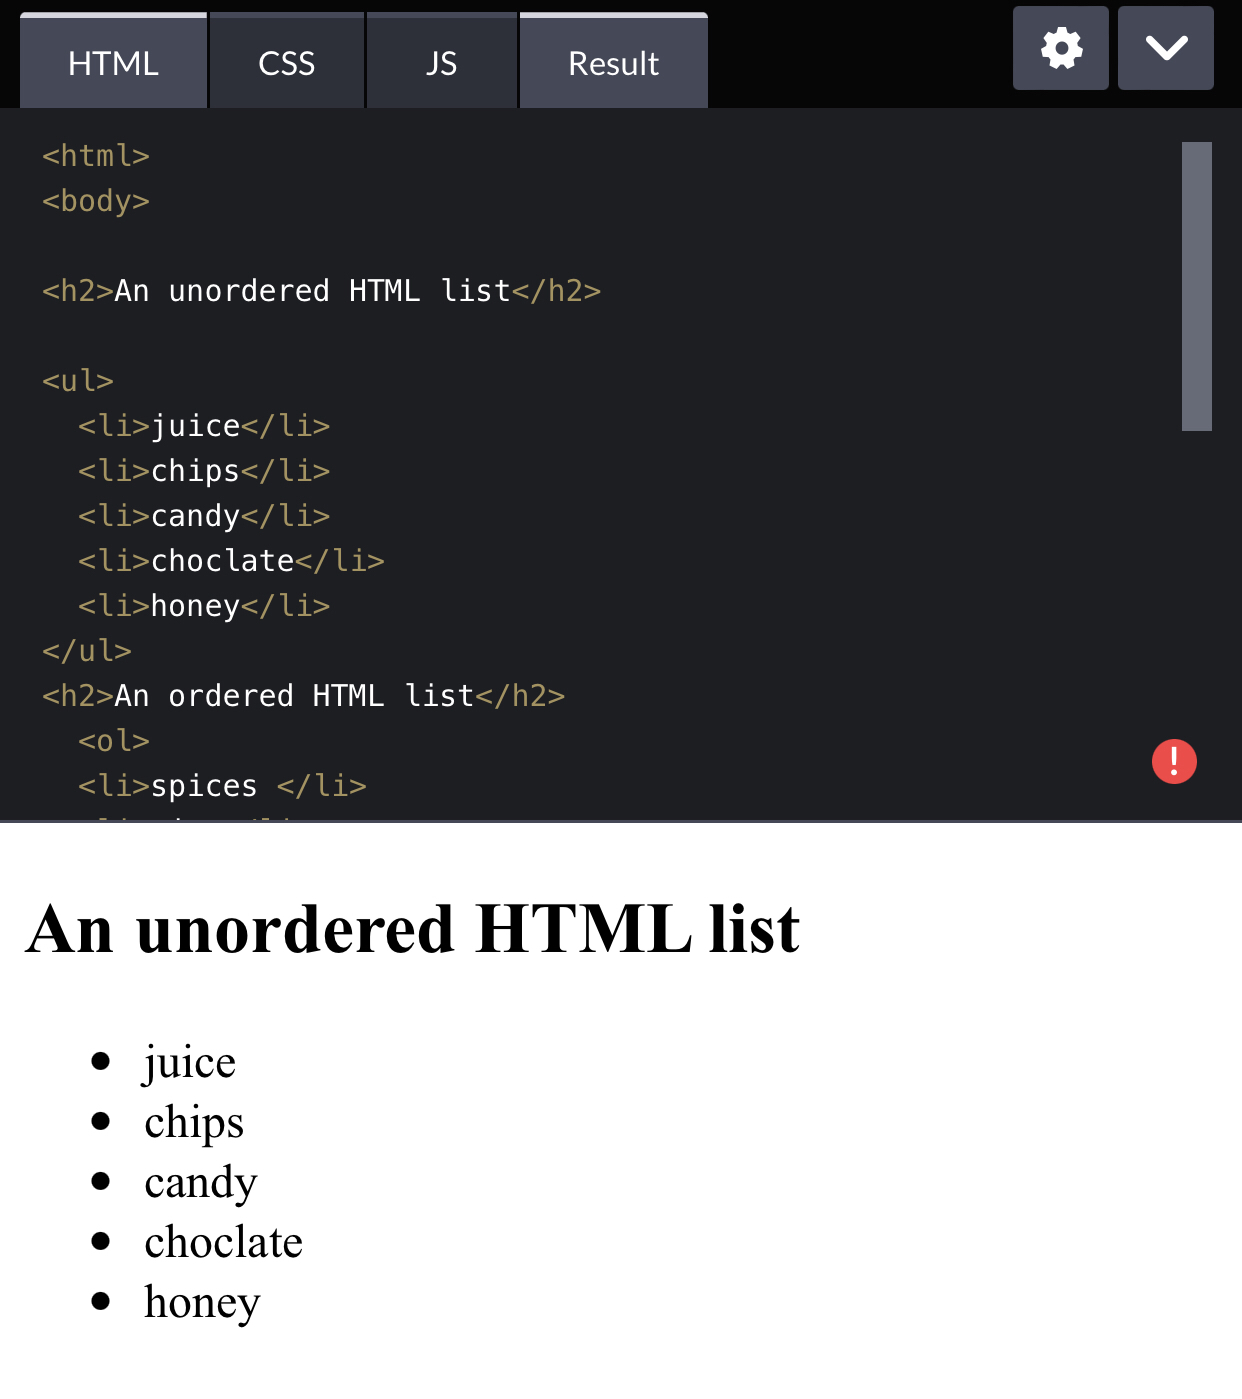 HTML CSS JS Result
<html>
<body>
<h2>An unordered HTML list</h2>
<ul>
<li>juice</li>
<li>chips</li>
<li>candy</li>
<li>choclate</li>
<li>honey</li>
</ul>
<h2>An ordered HTML list</h2>
<ol>
<li>spices </li>
An unordered HTML list
juice
chips
candy
choclate
honey